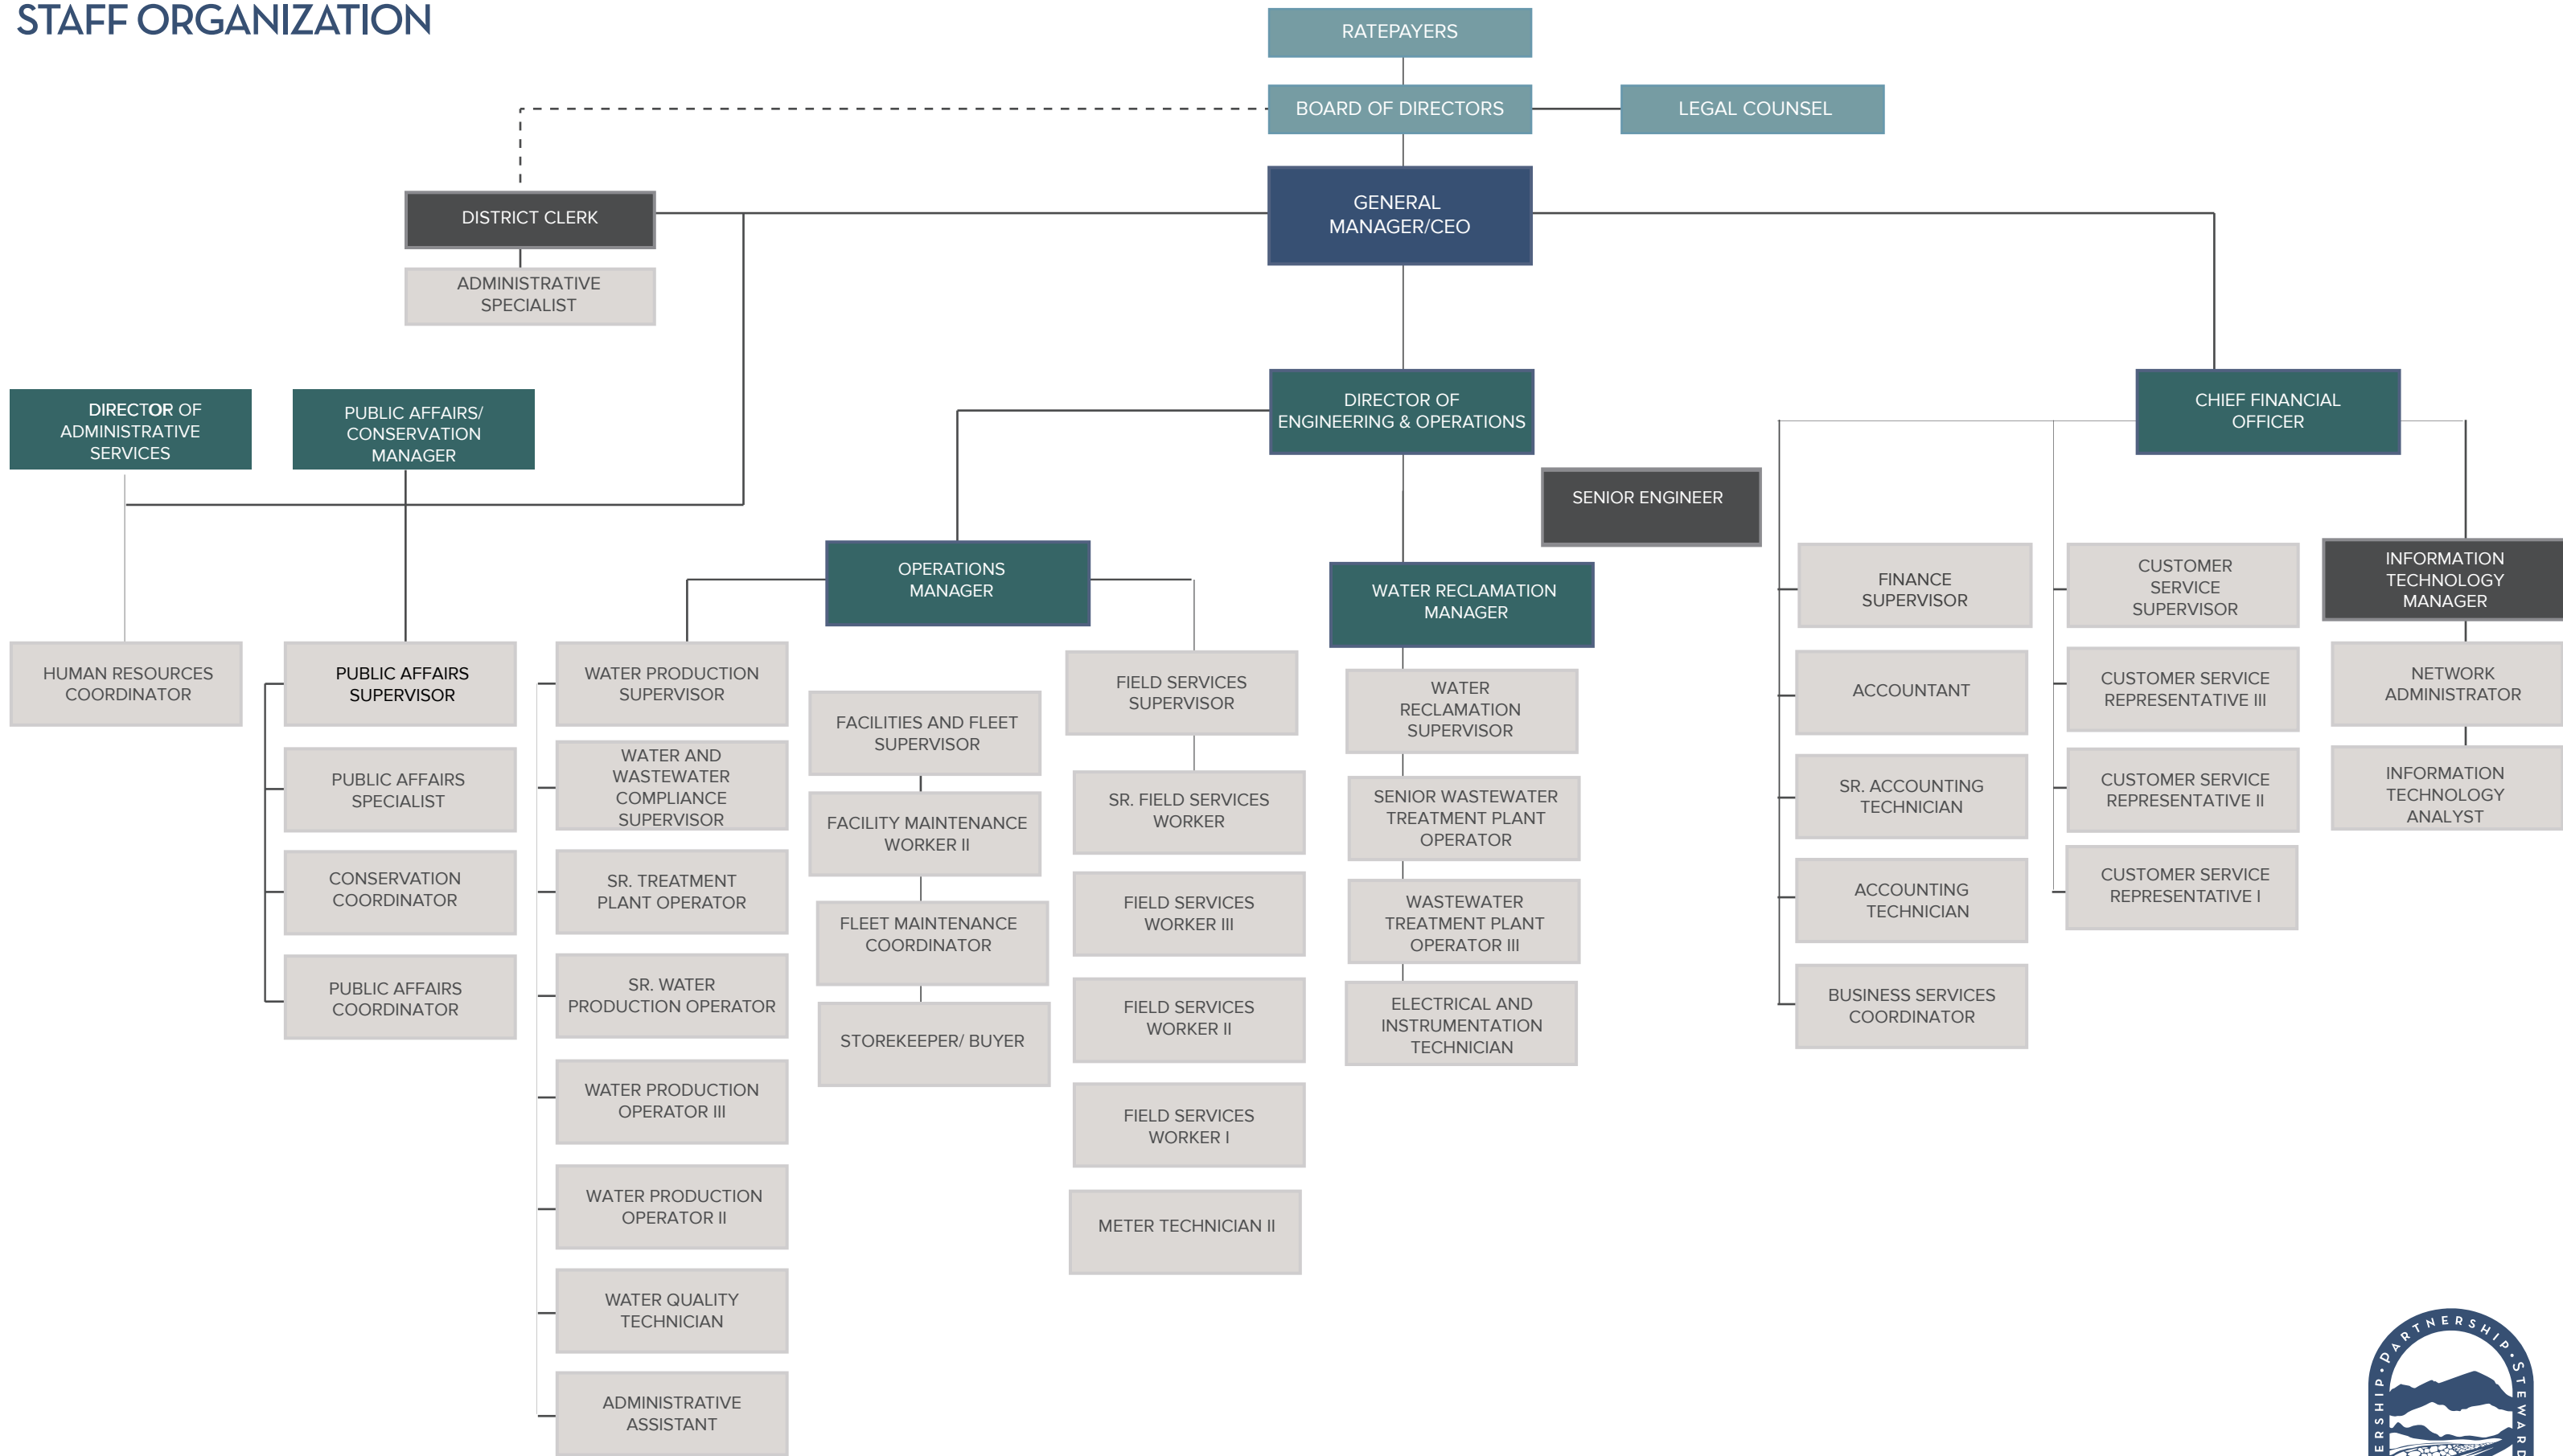 STAFF ORGANIZATION
RATEPAYERS
BOARD OF DIRECTORS
LEGAL COUNSEL
DISTRICT CLERK
GENERAL
MANAGER/CEO
ADMINISTRATIVE
SPECIALIST
DIRECTOR OF
ADMINISTRATIVE
SERVICES
PUBLIC AFFAIRS/
CONSERVATION
MANAGER
DIRECTOR OF
ENGINEERING & OPERATIONS
CHIEF FINANCIAL
OFFICER
SENIOR ENGINEER
OPERATIONS
MANAGER
WATER RECLAMATION
MANAGER
HUMAN RESOURCES
COORDINATOR
PUBLIC AFFAIRS
SUPERVISOR
PUBLIC AFFAIRS
SPECIALIST
CONSERVATION
COORDINATOR
PUBLIC AFFAIRS
COORDINATOR
WATER PRODUCTION
SUPERVISOR
WATER AND
WASTEWATER
COMPLIANCE
SUPERVISOR
SR. TREATMENT
PLANT OPERATOR
SR. WATER
PRODUCTION OPERATOR
WATER PRODUCTION
OPERATOR III
WATER PRODUCTION
OPERATOR II
WATER QUALITY
TECHNICIAN
ADMINISTRATIVE
ASSISTANT
FACILITIES AND FLEET
SUPERVISOR
FACILITY MAINTENANCE
WORKER II
FLEET MAINTENANCE
COORDINATOR
STOREKEEPER/ BUYER
FIELD SERVICES
SUPERVISOR
SR. FIELD SERVICES
WORKER
FIELD SERVICES
WORKER III
FIELD SERVICES
WORKER II
FIELD SERVICES
WORKER I
METER TECHNICIAN II
WATER
RECLAMATION
SUPERVISOR
SENIOR WASTEWATER
TREATMENT PLANT
OPERATOR
WASTEWATER
TREATMENT PLANT
OPERATOR III
ELECTRICAL AND
INSTRUMENTATION
TECHNICIAN
FINANCE
SUPERVISOR
ACCOUNTANT
SR. ACCOUNTING
TECHNICIAN
ACCOUNTING
TECHNICIAN
BUSINESS SERVICES
COORDINATOR
CUSTOMER
SERVICE
SUPERVISOR
CUSTOMER SERVICE
REPRESENTATIVE III
CUSTOMER SERVICE
REPRESENTATIVE II
CUSTOMER SERVICE
REPRESENTATIVE I
INFORMATION
TECHNOLOGY
MANAGER
NETWORK
ADMINISTRATOR
INFORMATION
TECHNOLOGY
ANALYST
ERSHIP • PARTNERSHIP • STEWARD